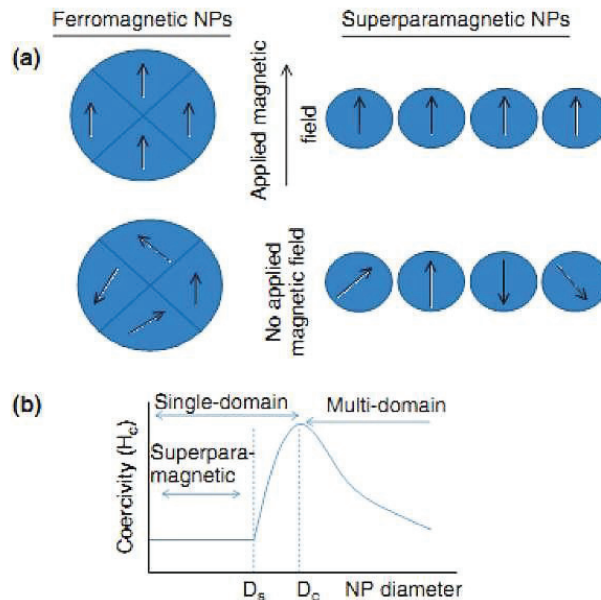 Ferromagnetic NPs
Superparamagnetic NPs
(a)
Applied magnetic
field
No applied
magnetic field
(b)
Single-domain
Multi-domain
Superpara-
magnetic
Coercivity (Hc)
Ds
Dc
NP diameter